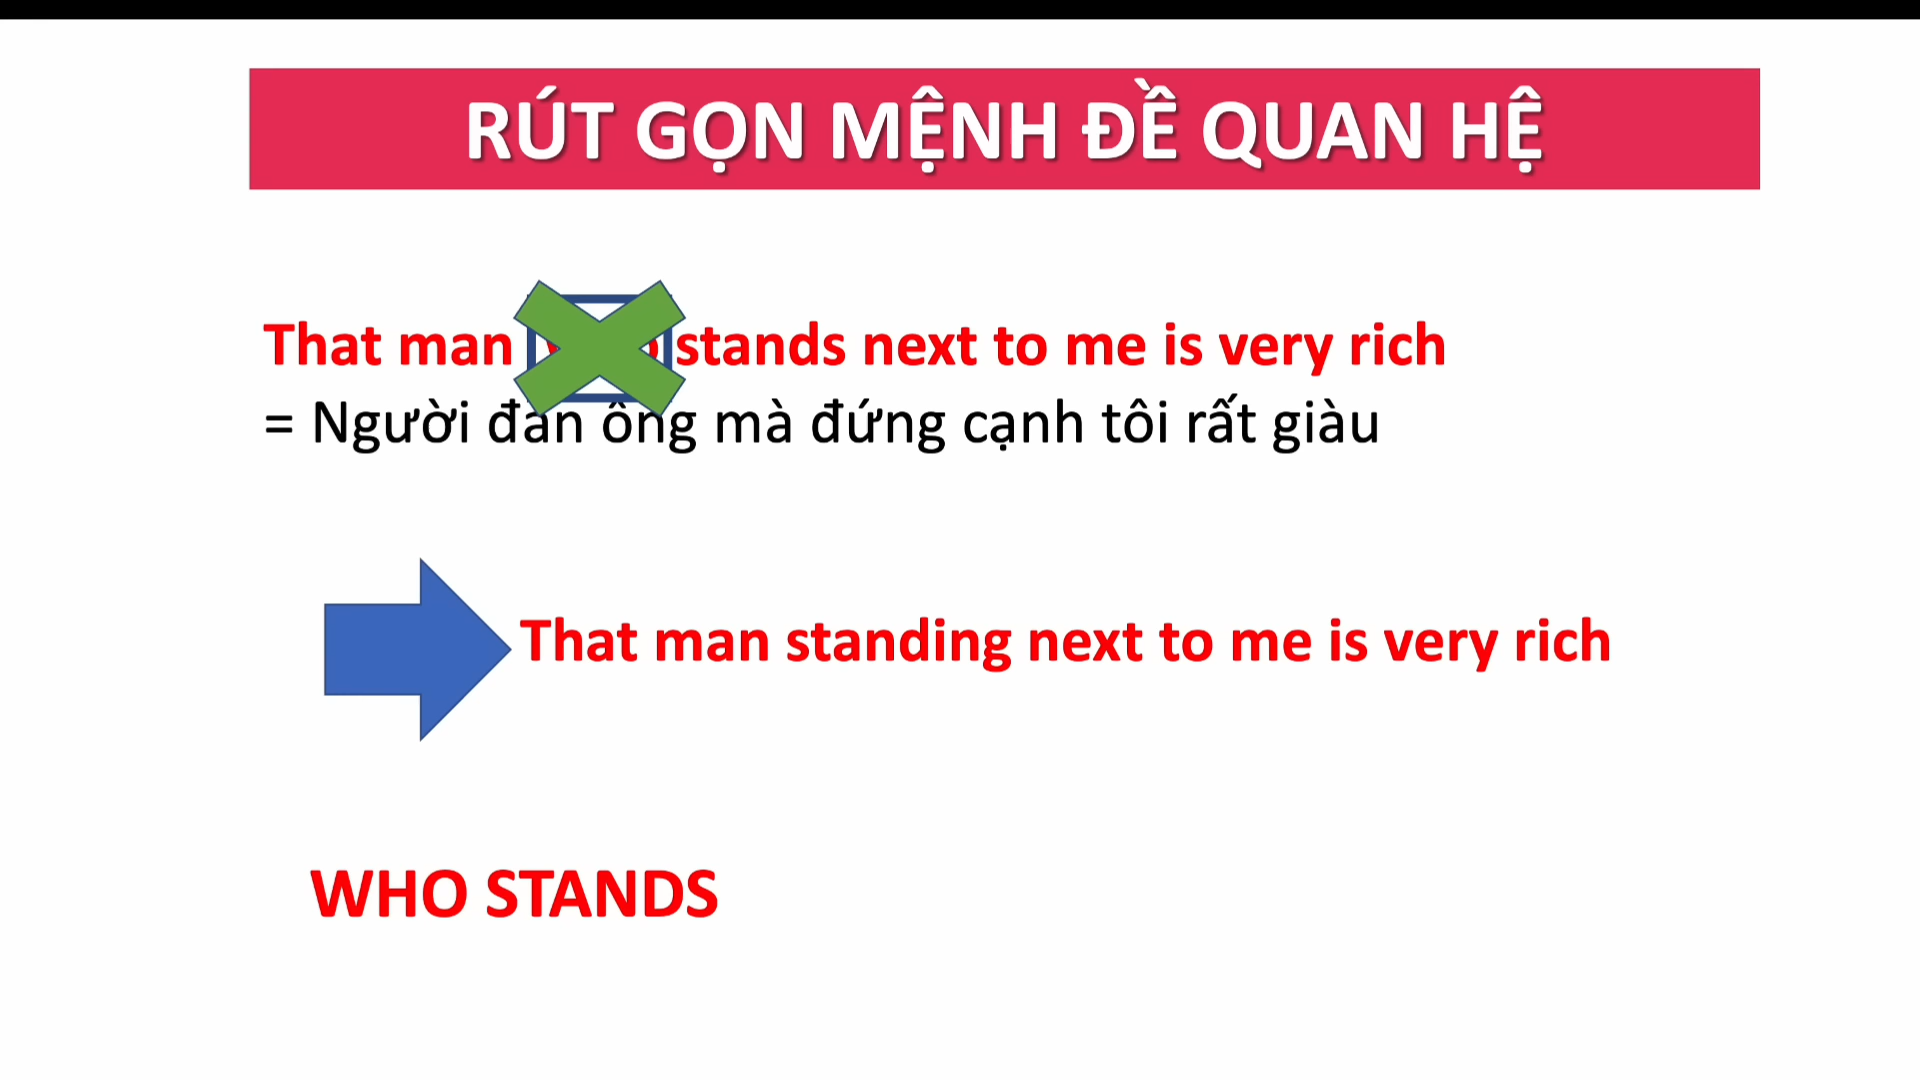 RÚT GỌN MỆNH ĐỀ QUAN HỆ
That man stands next to me is very rich
= Người đàn ông mà đứng cạnh tôi rất giàu
That man standing next to me is very rich
WHO STANDS